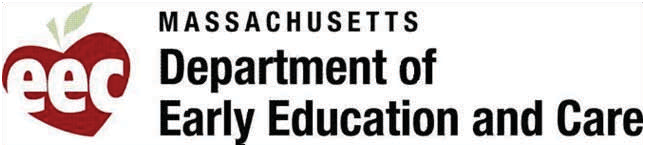 eec
MASSACHUSETTS
Department of
Early Education and Care